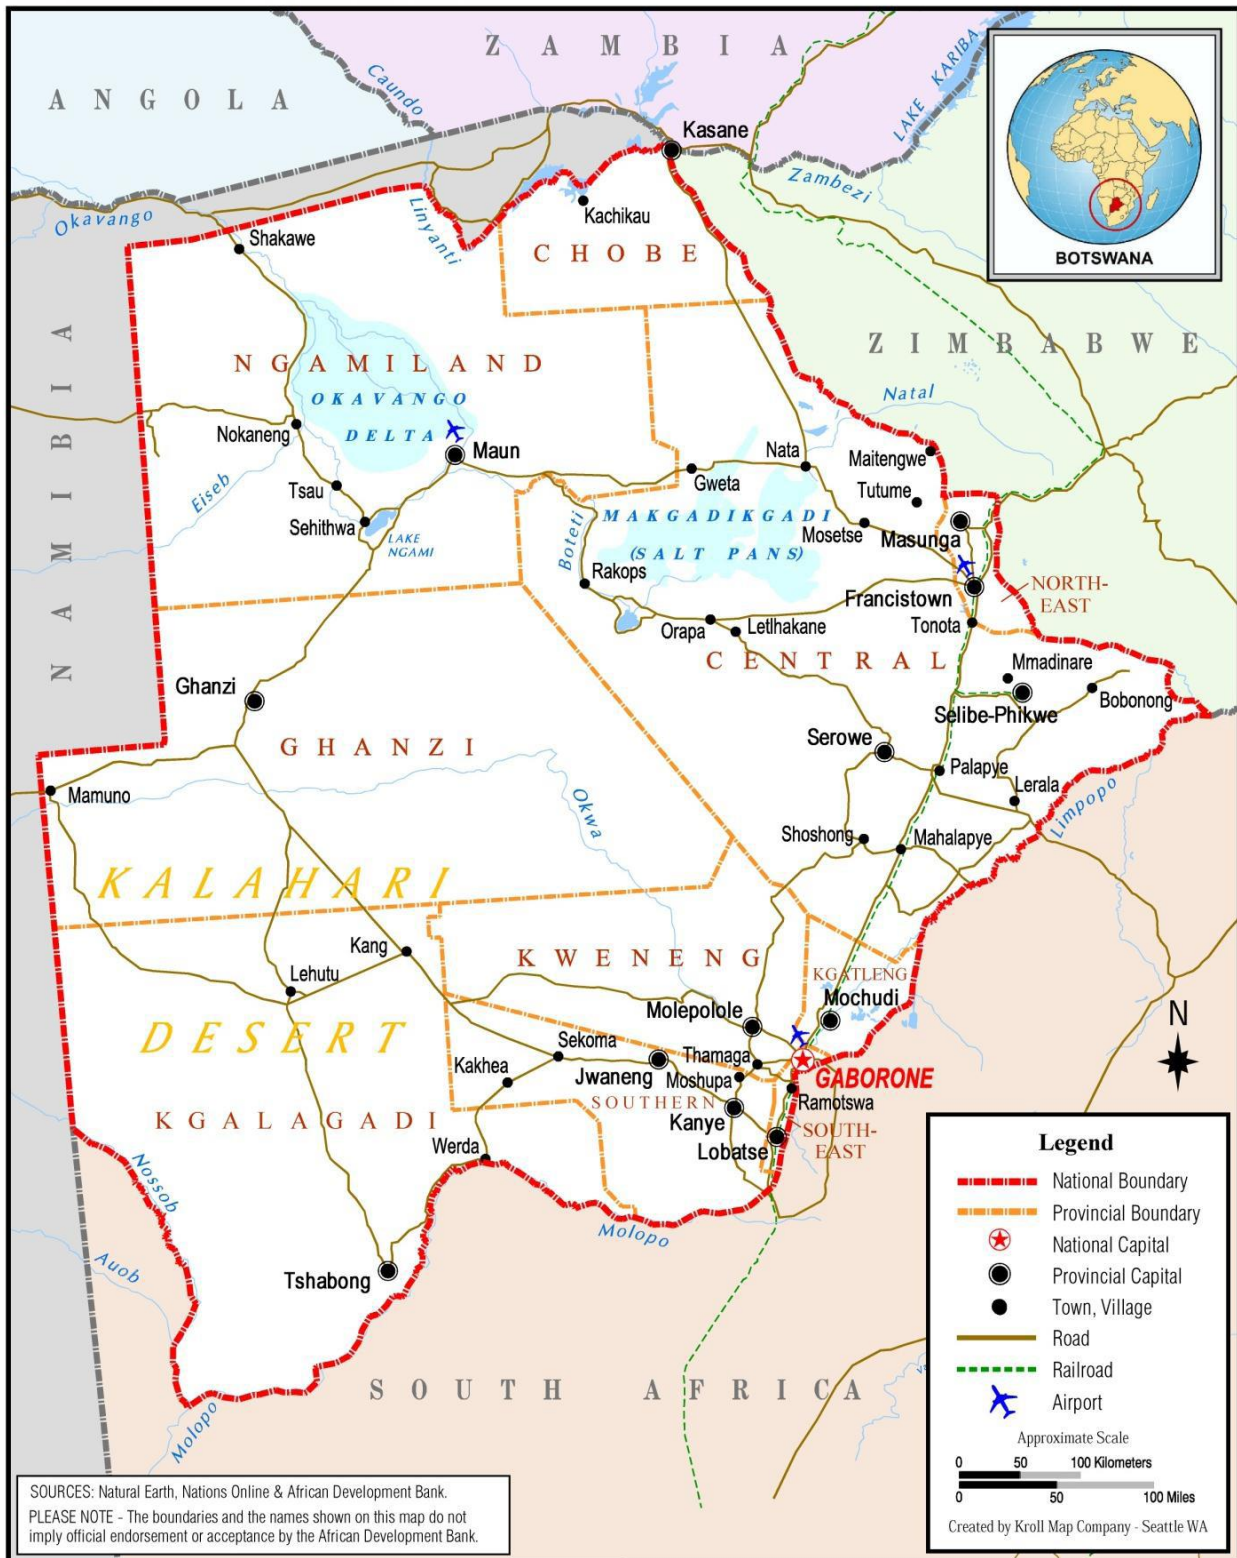 ZAMBIA
ANGOLA
Caundo
LAKE KARIBA
Kasane
Zambezi
BOTSWANA
Okavango
Linyanti
Kachikau
Shakawe
CHOBE
ZIMBABWE
NAMIBIA
NGAMILAND
OKAVANGO
DELTA
Natal
Nokaneng
Maun
Nata
Maitengwe
Gweta
Eiseb
Tsau
Tutume
Sehithwa
LAKE
NGAMI
Boteti
MAKGADIKGADI
(SALT PANS)
Mosetse
Masunga
Rakops
Francistown
NORTH-
EAST
Orapa
Letlhakane
Tonota
CENTRAL
Mmadinare
Ghanzi
Selibe-Phikwe
Bobonong
GHANZI
Serowe
Palapye
Mamuno
Okwa
Lerala
Limpopo
Shoshong
Mahalapye
KALAHARI
Kang
KWENENG
KGATLENG
Lehutu
Molepolole
Mochudi
N
DESERT
Sekoma
Thamaga
GABORONE
Kakhea
Jwaneng
Moshupa
SOUTHERN
Ramotswa
KGALAGADI
Kanye
SOUTH-
EAST
Werda
Lobatse
Nossob
Molopo
Auob
Tshabong
SOUTH AFRICA
Molopo
Legend
National Boundary
Provincial Boundary
National Capital
Provincial Capital
Town, Village
Road
Railroad
Airport
Approximate Scale
0 50 100 Kilometers
0 50 100 Miles
Created by Kroll Map Company - Seattle WA
SOURCES: Natural Earth, Nations Online & African Development Bank.
PLEASE NOTE - The boundaries and the names shown on this map do not
imply official endorsement or acceptance by the African Development Bank.